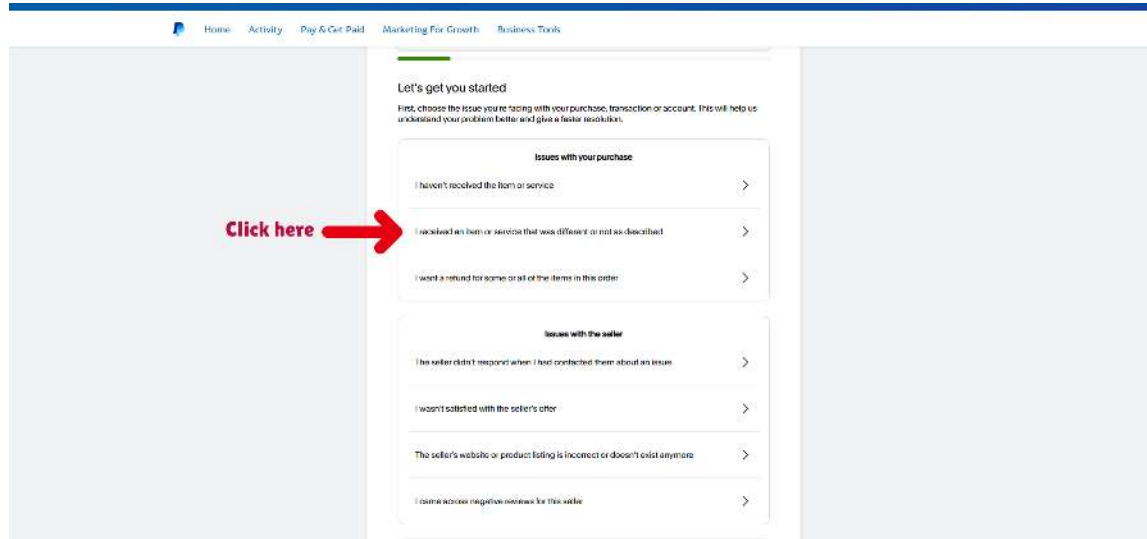 Home Activity Pay & Get Paid Marketing For Growth Business Tools
Let's get you started
First, choose the issue you're facing with your purchase, transaction or account. This will help us
understand your problem better and give a faster resolution.
Issues with your purchase
I haven't received the item or service
Click here
I received an item or service that was different or not as described
I want a refund for some or all of the items in this order
Issues with the seller
The seller didn't respond when I had contacted them about an issue
I wasn't satisfied with the seller's offer
The seller's website or product listing is incorrect or doesn't exist anymore
I came across negative reviews for this seller